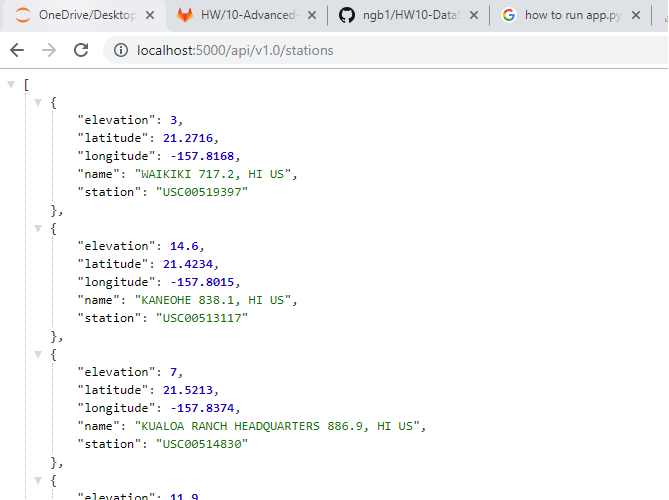 OneDrive/Desktop
HW/10-Advanced-
ngb1/HW10-DataS
how to run app.py
localhost:5000/api/v1.0/stations
[
{
"elevation": 3,
"latitude": 21.2716,
"longitude": -157.8168,
"name": "WAIKIKI 717.2, HI US",
"station": "USC00519397"
},
{
"elevation": 14.6,
"latitude": 21.4234,
"longitude": -157.8015,
"name": "KANEOHE 838.1, HI US",
"station": "USC00513117"
},
{
"elevation": 7,
"latitude": 21.5213,
"longitude": -157.8374,
"name": "KUALOA RANCH HEADQUARTERS 886.9, HI US",
"station": "USC00514830"
},
{
"elevation": 11.9,